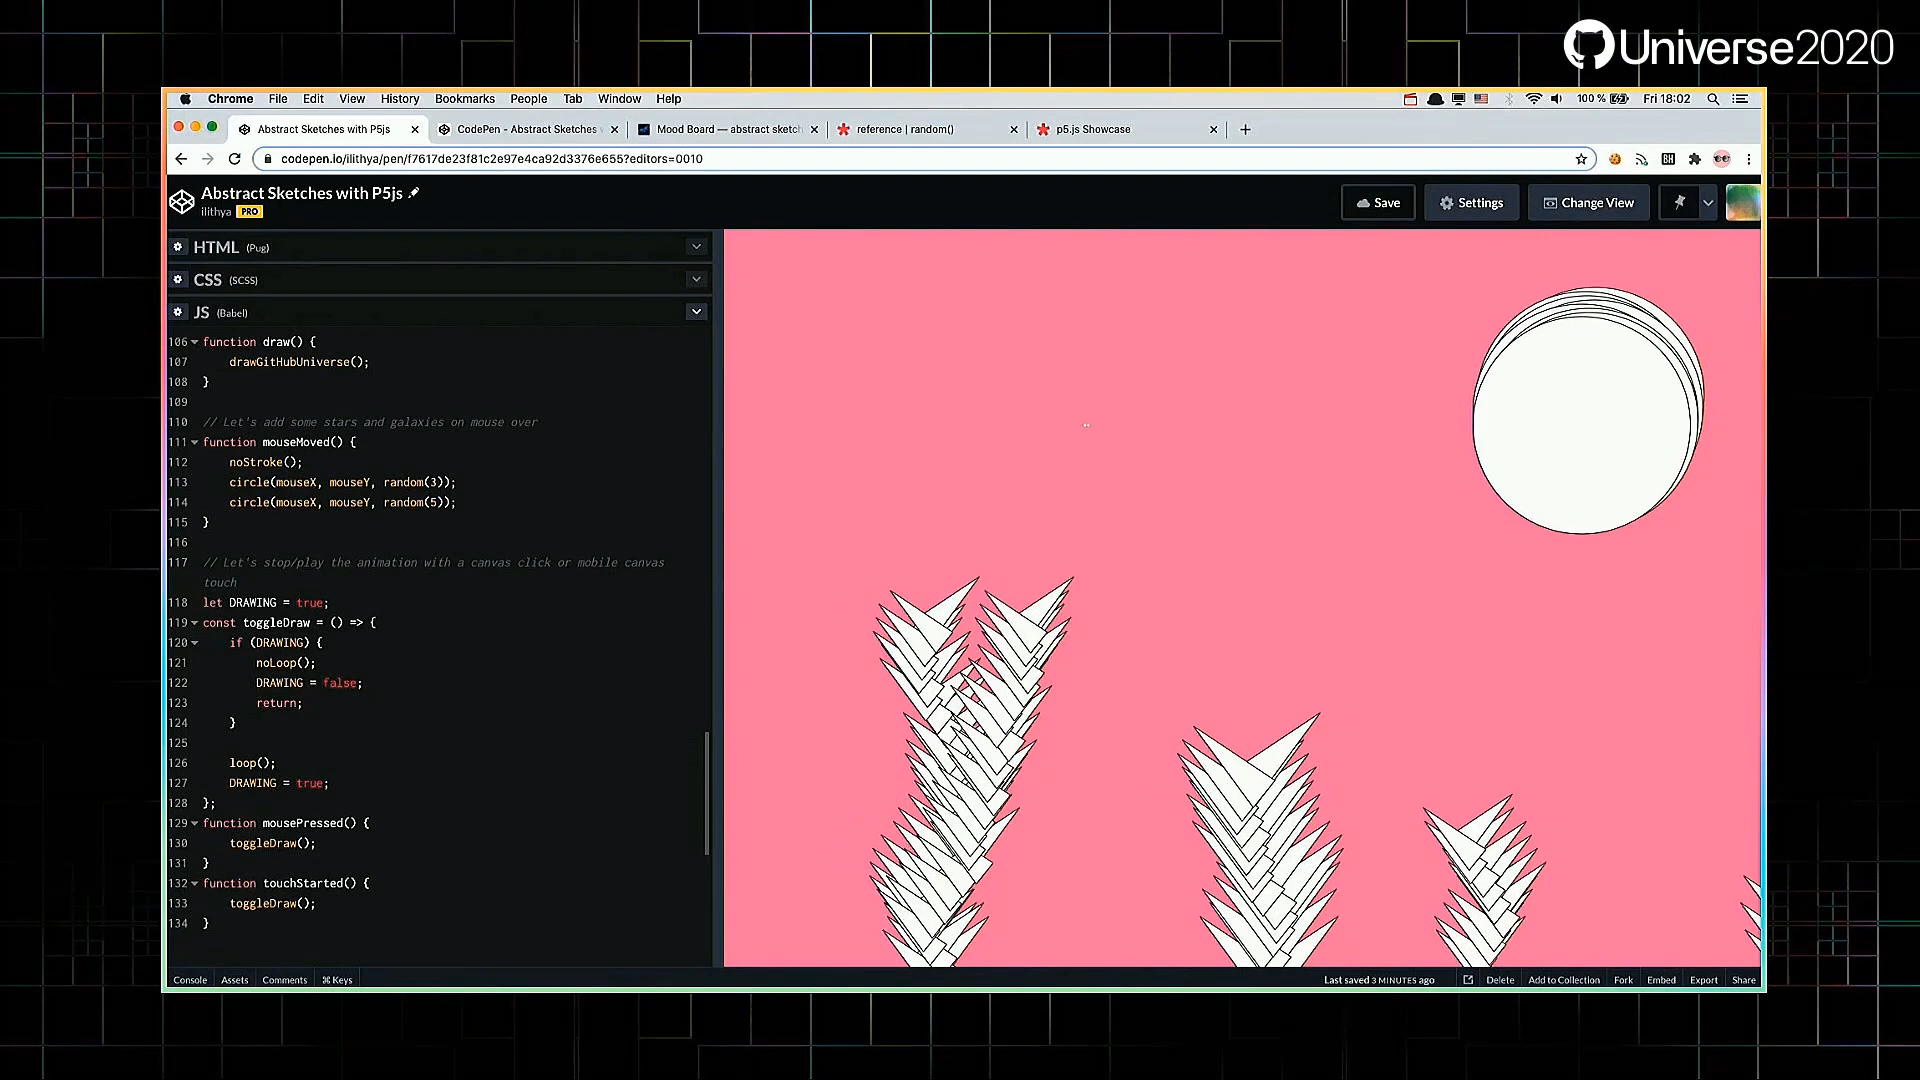 Universe2020
Chrome File Edit View History Bookmarks People Tab Window Help
100 % Fri 18:02
Abstract Sketches with P5js
CodePen - Abstract Sketches
Mood Board — abstract sketch
reference | random()
p5.js Showcase
codepen.io/ilithya/pen/f7617de23f81c2e97e4ca92d3376e655?editors=0010
Abstract Sketches with P5js
ilithya PRO
Save Settings Change View
HTML (Pug)
CSS (SCSS)
JS (Babel)
106 function draw() {
107 drawGitHubUniverse();
108 }
109
110 // Let's add some stars and galaxies on mouse over
111 function mouseMoved() {
112 noStroke();
113 circle(mouseX, mouseY, random(3));
114 circle(mouseX, mouseY, random(5));
115 }
116
117 // Let's stop/play the animation with a canvas click or mobile canvas
touch
118 let DRAWING = true;
119 const toggleDraw = () => {
120 if (DRAWING) {
121 noLoop();
122 DRAWING = false;
123 return;
124 }
125
126 loop();
127 DRAWING = true;
128 };
129 function mousePressed() {
130 toggleDraw();
131 }
132 function touchStarted() {
133 toggleDraw();
134 }
Console Assets Comments ⌘ Keys
Last saved 3 MINUTES ago
Delete Add to Collection Fork Embed Export Share